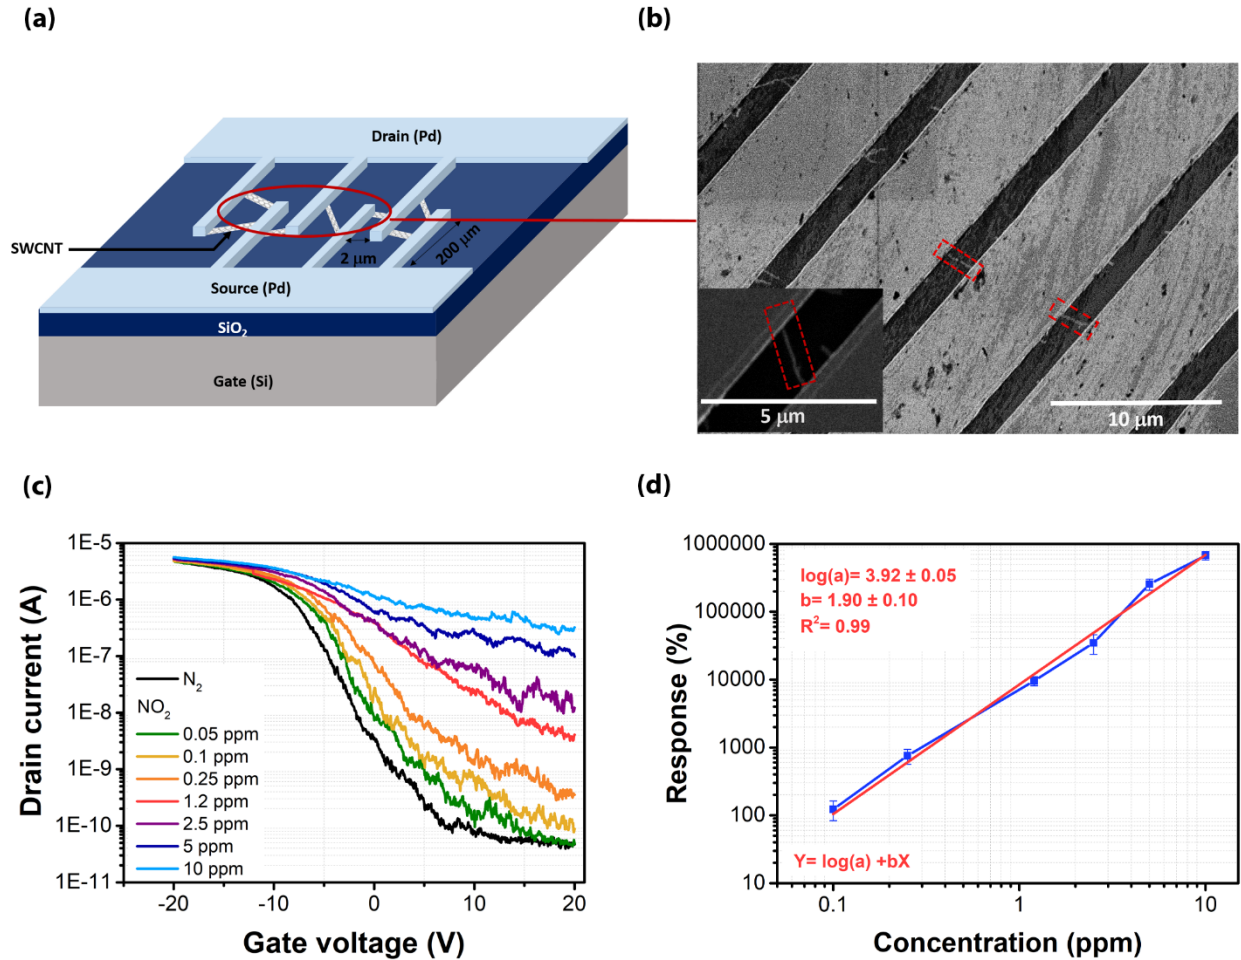 (a)
Drain (Pd)
SWCNT
2 μm
200 μm
Source (Pd)
SiO2
Gate (Si)
(b)
5 μm
10 μm
(c)
Drain current (A)
1E-5
1E-6
1E-7
1E-8
1E-9
1E-10
1E-11
N2
NO2
0.05 ppm
0.1 ppm
0.25 ppm
1.2 ppm
2.5 ppm
5 ppm
10 ppm
-20
-10
0
10
20
Gate voltage (V)
(d)
Response (%)
1000000
100000
10000
1000
100
10
log(a)= 3.92 ± 0.05
b= 1.90 ± 0.10
R²= 0.99
Y= log(a) +bX
0.1
1
10
Concentration (ppm)